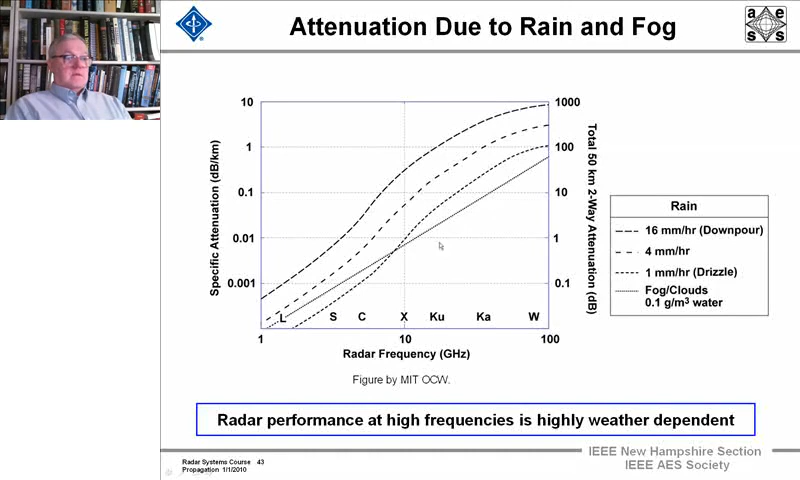 Attenuation Due to Rain and Fog
a e
s s
Specific Attenuation (dB/km)
10
1
0.1
0.01
0.001
1000
100
10
1
0.1
Total 50 km 2-Way Attenuation (dB)
L S C X Ku Ka W
1 10 100
Radar Frequency (GHz)
Rain
16 mm/hr (Downpour)
4 mm/hr
1 mm/hr (Drizzle)
Fog/Clouds
0.1 g/m³ water
Figure by MIT OCW.
Radar performance at high frequencies is highly weather dependent
Radar Systems Course 43
Propagation 1/1/2010
IEEE New Hampshire Section
IEEE AES Society